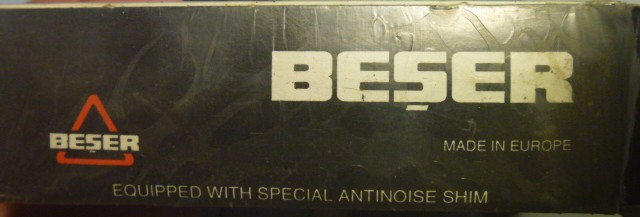 BEŞER
MADE IN EUROPE
BEŞER
EQUIPPED WITH SPECIAL ANTINOISE SHIM